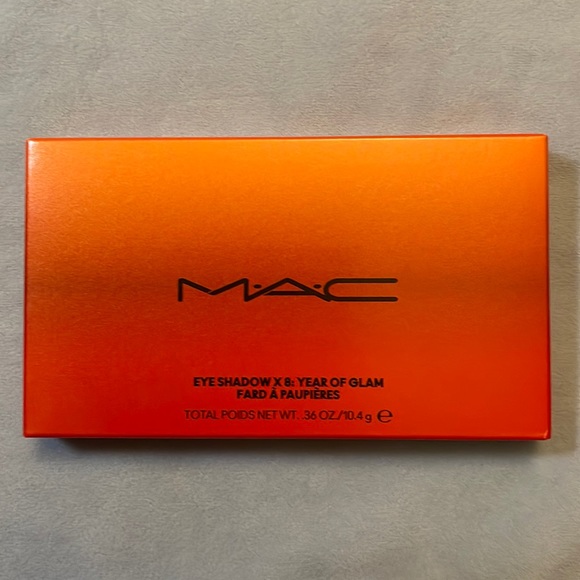 M·A·C
EYE SHADOW X 8: YEAR OF GLAM
FARD À PAUPIÈRES
TOTAL POIDS NET WT. .36 OZ./10.4 g ℮